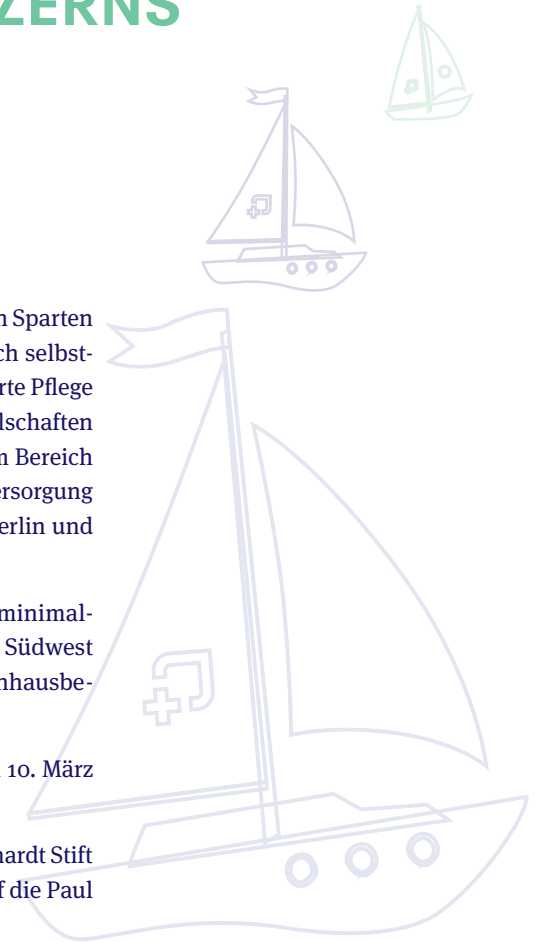 ZERNS
Sparten
ch selbst-
rte Pflege
lschaften
Bereich
ersorgung
erlin und
minimal-
Südwest
nhausbe-
10. März
ardt Stift
f die Paul